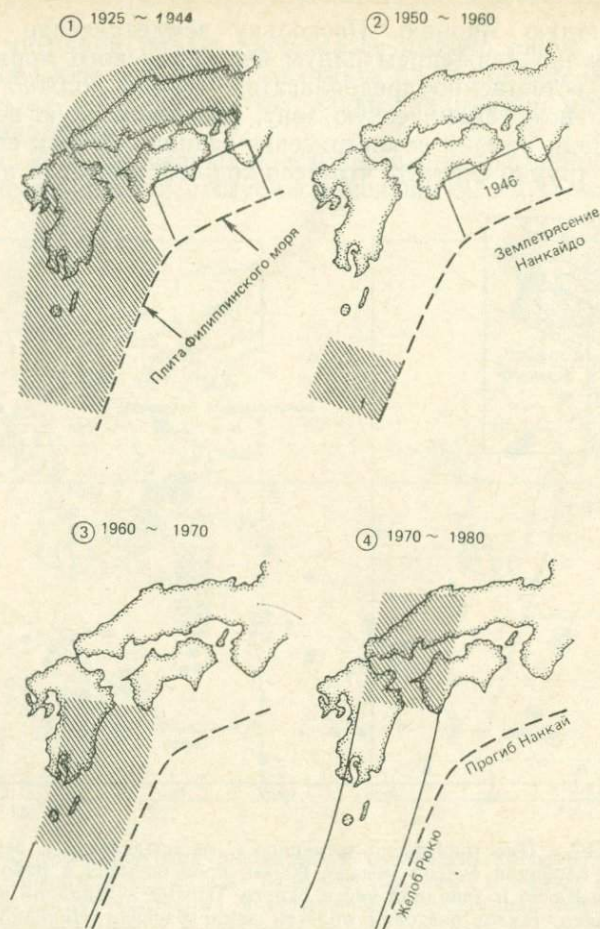 ① 1925 ~ 1944
Плита Филиппинского моря
② 1950 ~ 1960
1946
Землетрясение
Нанкайдо
③ 1960 ~ 1970
④ 1970 ~ 1980
Прогиб Нанкай
Желоб Рюкю